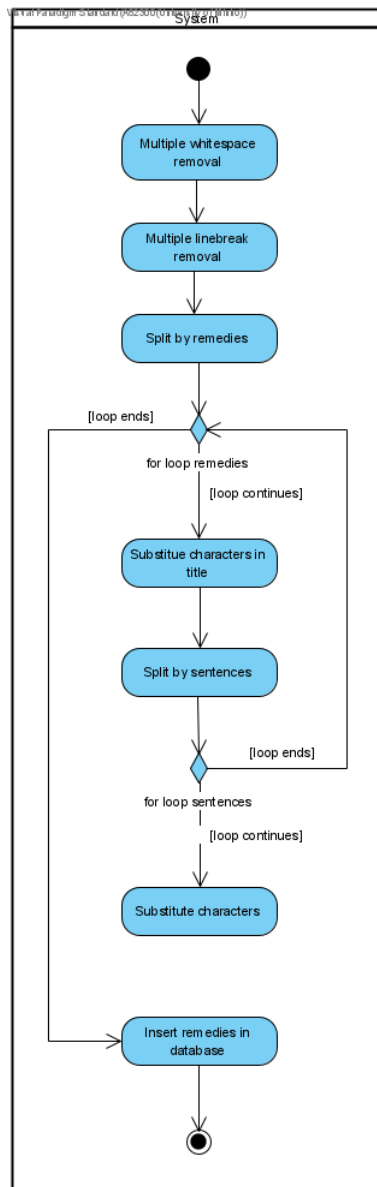 System
Multiple whitespace
removal
Multiple linebreak
removal
Split by remedies
[loop ends]
for loop remedies
[loop continues]
Substitue characters in
title
Split by sentences
[loop ends]
for loop sentences
[loop continues]
Substitute characters
Insert remedies in
database